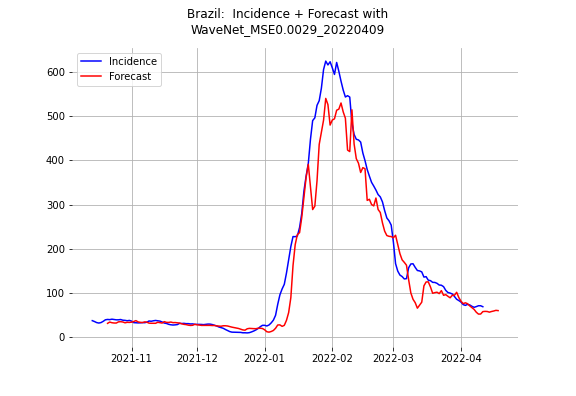 Brazil:  Incidence + Forecast with
WaveNet_MSE0.0029_20220409
Incidence
Forecast
600
500
400
300
200
100
0
2021-11 2021-12 2022-01 2022-02 2022-03 2022-04